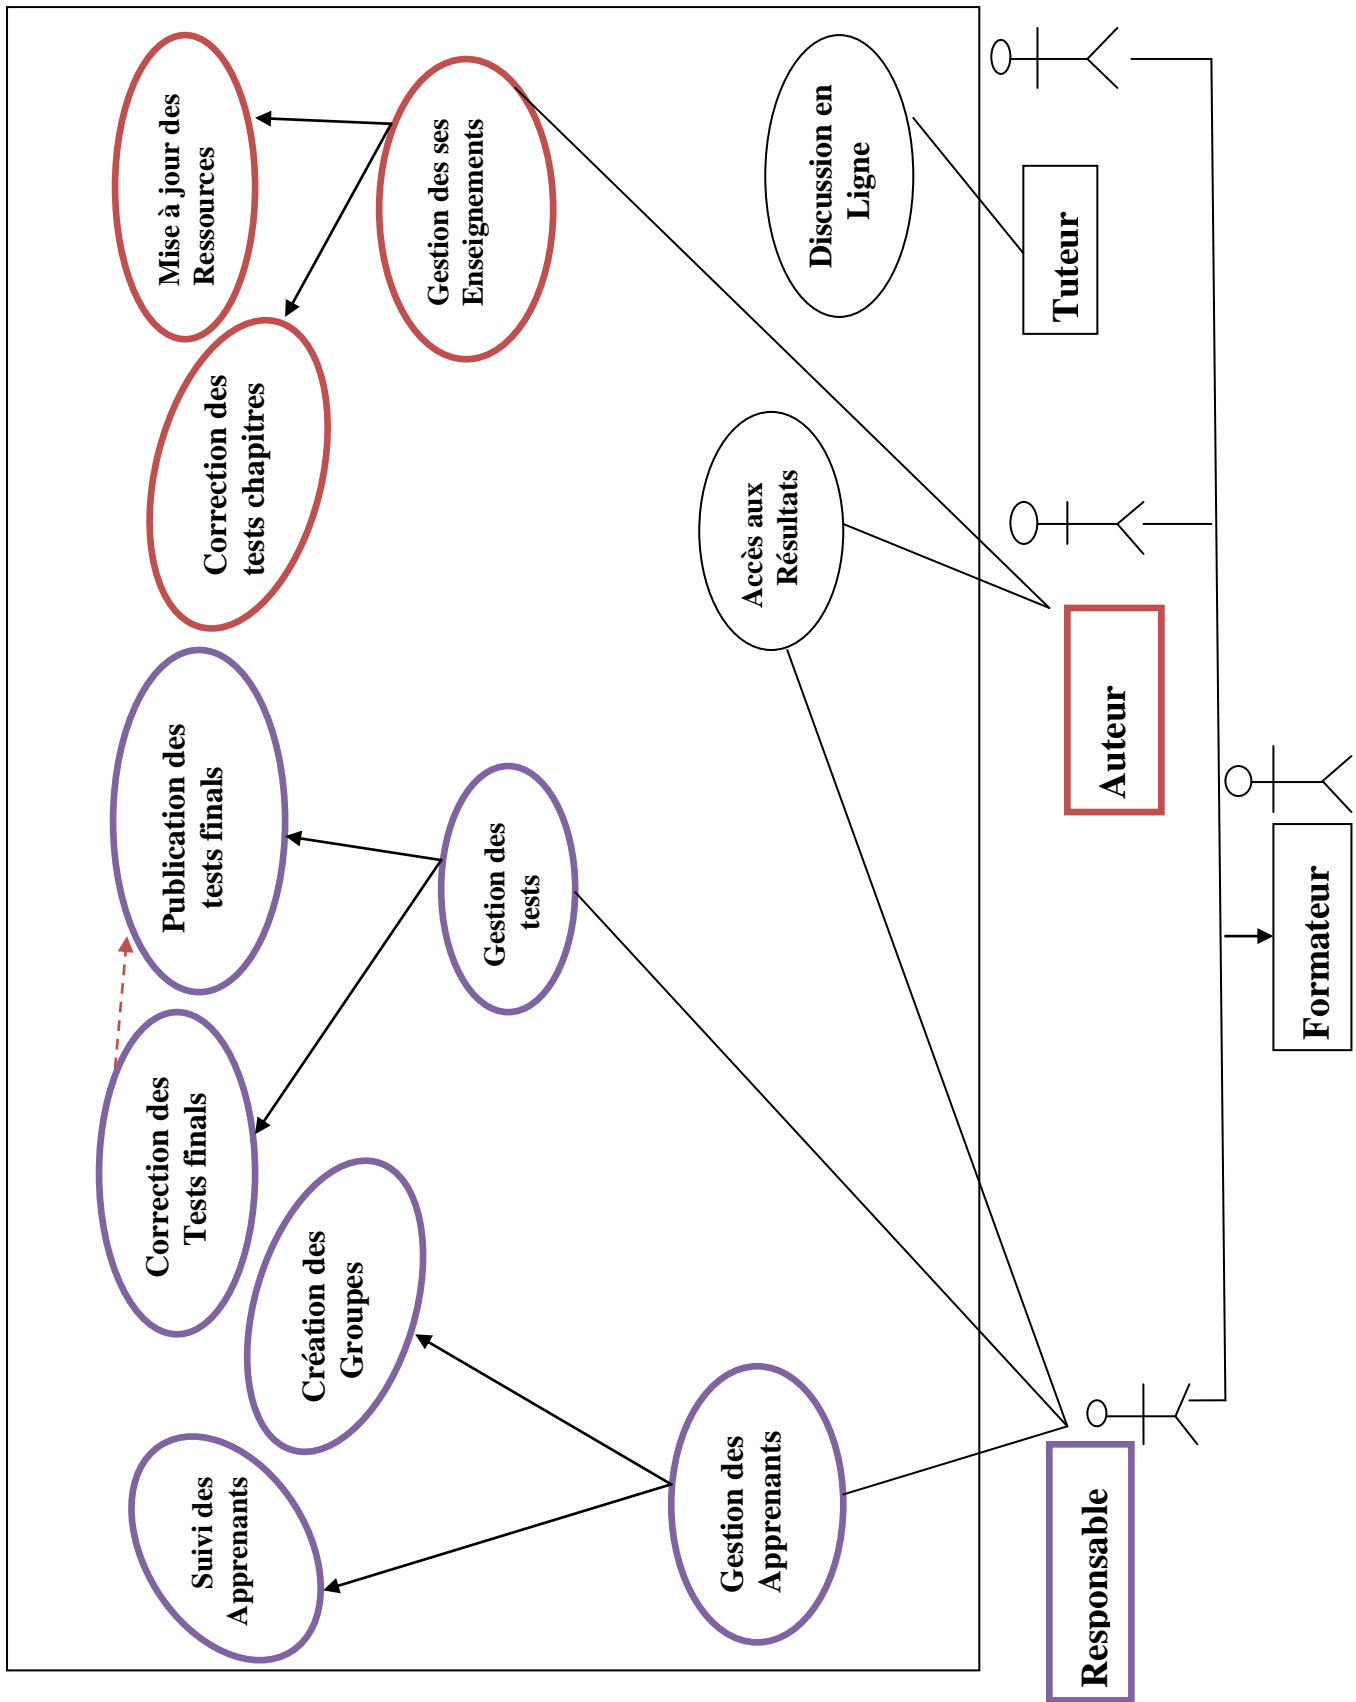 Suivi des
Apprenants
Création des
Groupes
Correction des
Tests finals
Publication des
tests finals
Correction des
tests chapitres
Mise à jour des
Ressources
Gestion des
Apprenants
Gestion des
tests
Gestion des ses
Enseignements
Accès aux
Résultats
Discussion en
Ligne
Responsable
Auteur
Tuteur
Formateur